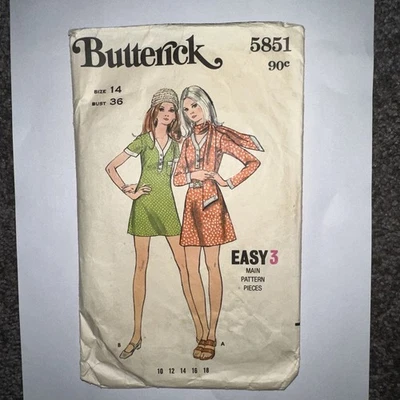 Butterick
5851
90¢
SIZE 14
BUST 36
EASY 3
MAIN
PATTERN
PIECES
B
A
10 12 14 16 18